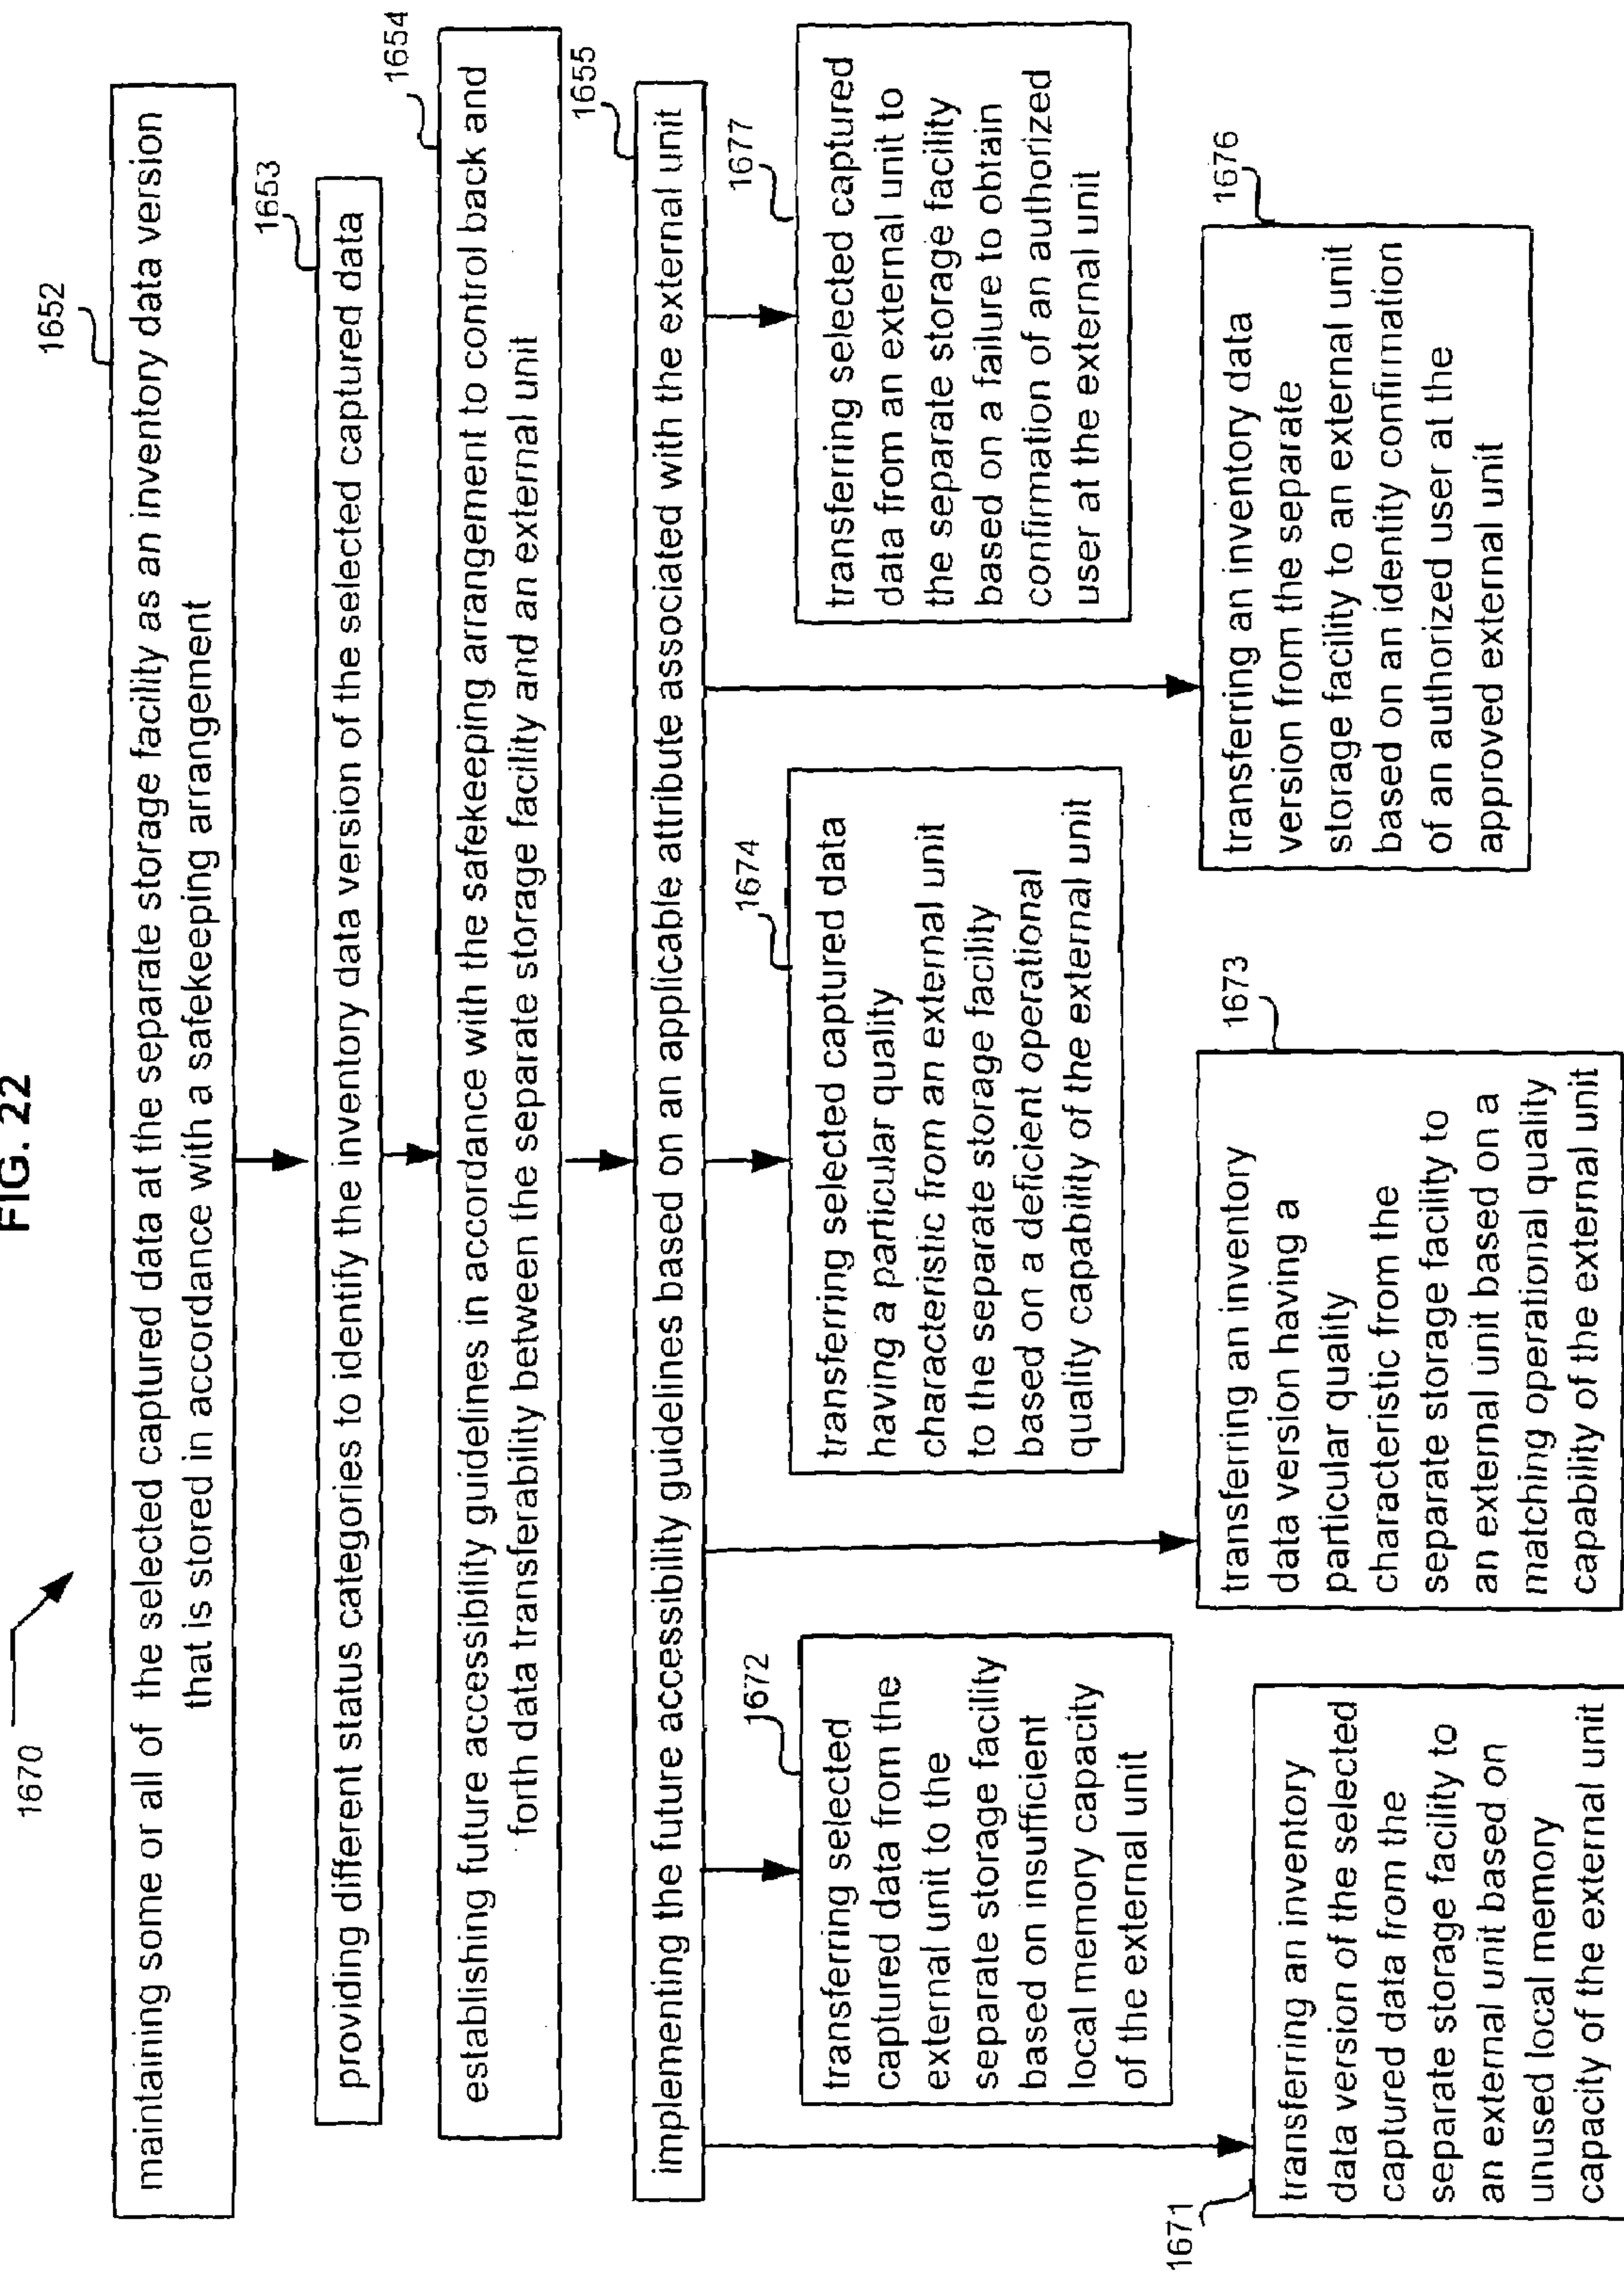 FIG. 22
1670
1652
maintaining some or all of the selected captured data at the separate storage facility as an inventory data version
that is stored in accordance with a safekeeping arrangement
1653
providing different status categories to identify the inventory data version of the selected captured data
1654
establishing future accessibility guidelines in accordance with the safekeeping arrangement to control back and
forth data transferability between the separate storage facility and an external unit
1655
implementing the future accessibility guidelines based on an applicable attribute associated with the external unit
1672
transferring selected
captured data from the
external unit to the
separate storage facility
based on insufficient
local memory capacity
of the external unit
1674
transferring selected captured data
having a particular quality
characteristic from an external unit
to the separate storage facility
based on a deficient operational
quality capability of the external unit
1677
transferring selected captured
data from an external unit to
the separate storage facility
based on a failure to obtain
confirmation of an authorized
user at the external unit
1671
transferring an inventory
data version of the selected
captured data from the
separate storage facility to
an external unit based on
unused local memory
capacity of the external unit
1673
transferring an inventory
data version having a
particular quality
characteristic from the
separate storage facility to
an external unit based on a
matching operational quality
capability of the external unit
1676
transferring an inventory data
version from the separate
storage facility to an external unit
based on an identity confirmation
of an authorized user at the
approved external unit